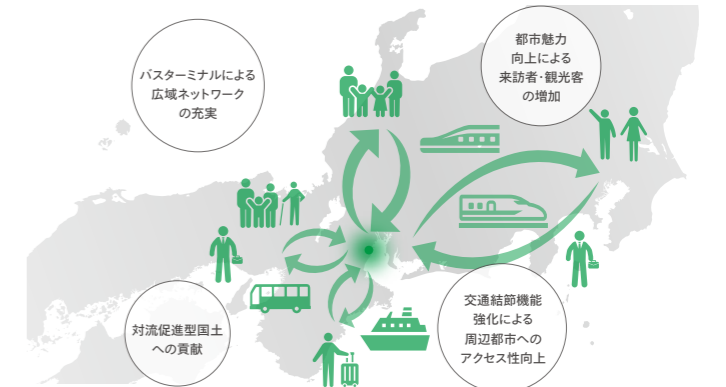 バスターミナルによる
広域ネットワーク
の充実
都市魅力
向上による
来訪者・観光客
の増加
対流促進型国土
への貢献
交通結節機能
強化による
周辺都市への
アクセス性向上